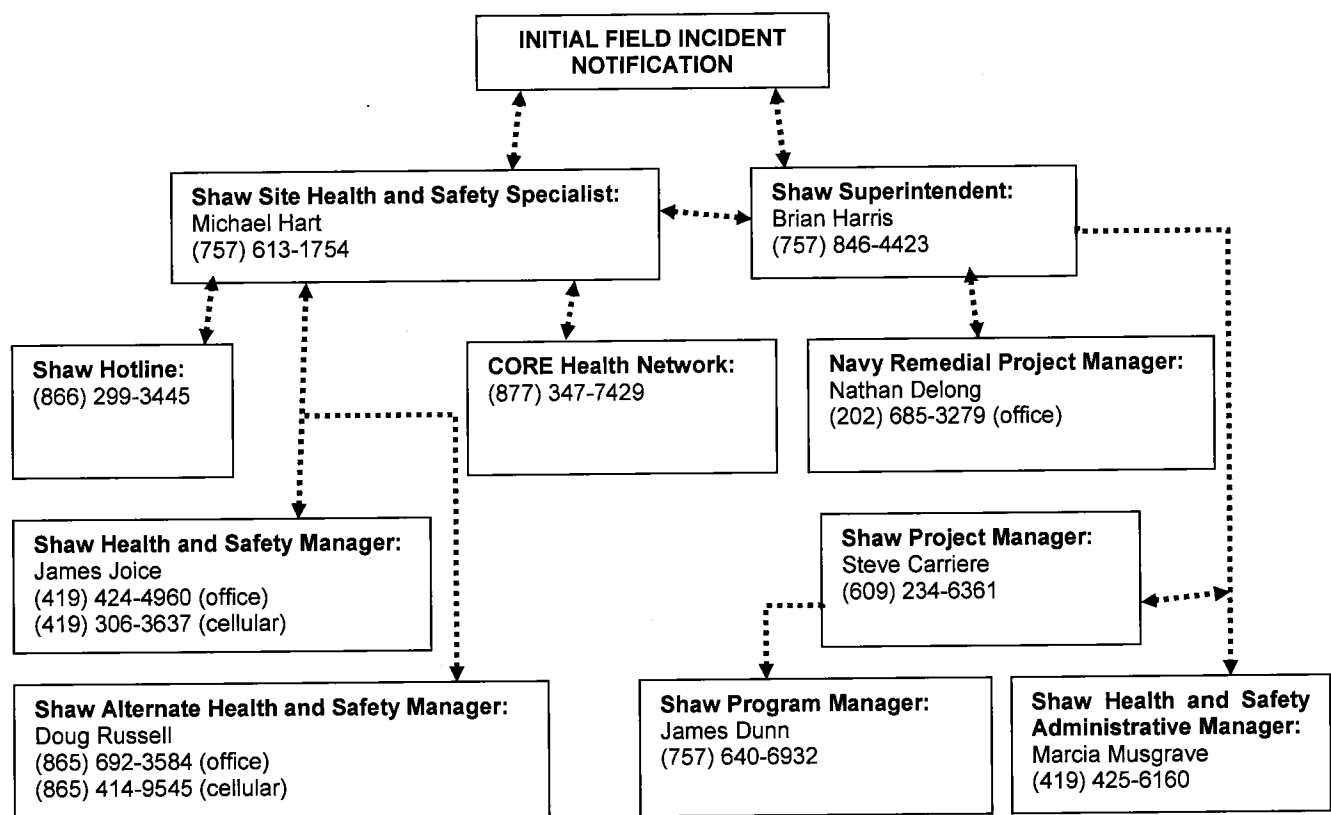 INITIAL FIELD INCIDENT
NOTIFICATION
Shaw Site Health and Safety Specialist:
Michael Hart
(757) 613-1754
Shaw Superintendent:
Brian Harris
(757) 846-4423
Shaw Hotline:
(866) 299-3445
CORE Health Network:
(877) 347-7429
Navy Remedial Project Manager:
Nathan Delong
(202) 685-3279 (office)
Shaw Health and Safety Manager:
James Joice
(419) 424-4960 (office)
(419) 306-3637 (cellular)
Shaw Project Manager:
Steve Carriere
(609) 234-6361
Shaw Alternate Health and Safety Manager:
Doug Russell
(865) 692-3584 (office)
(865) 414-9545 (cellular)
Shaw Program Manager:
James Dunn
(757) 640-6932
Shaw Health and Safety
Administrative Manager:
Marcia Musgrave
(419) 425-6160